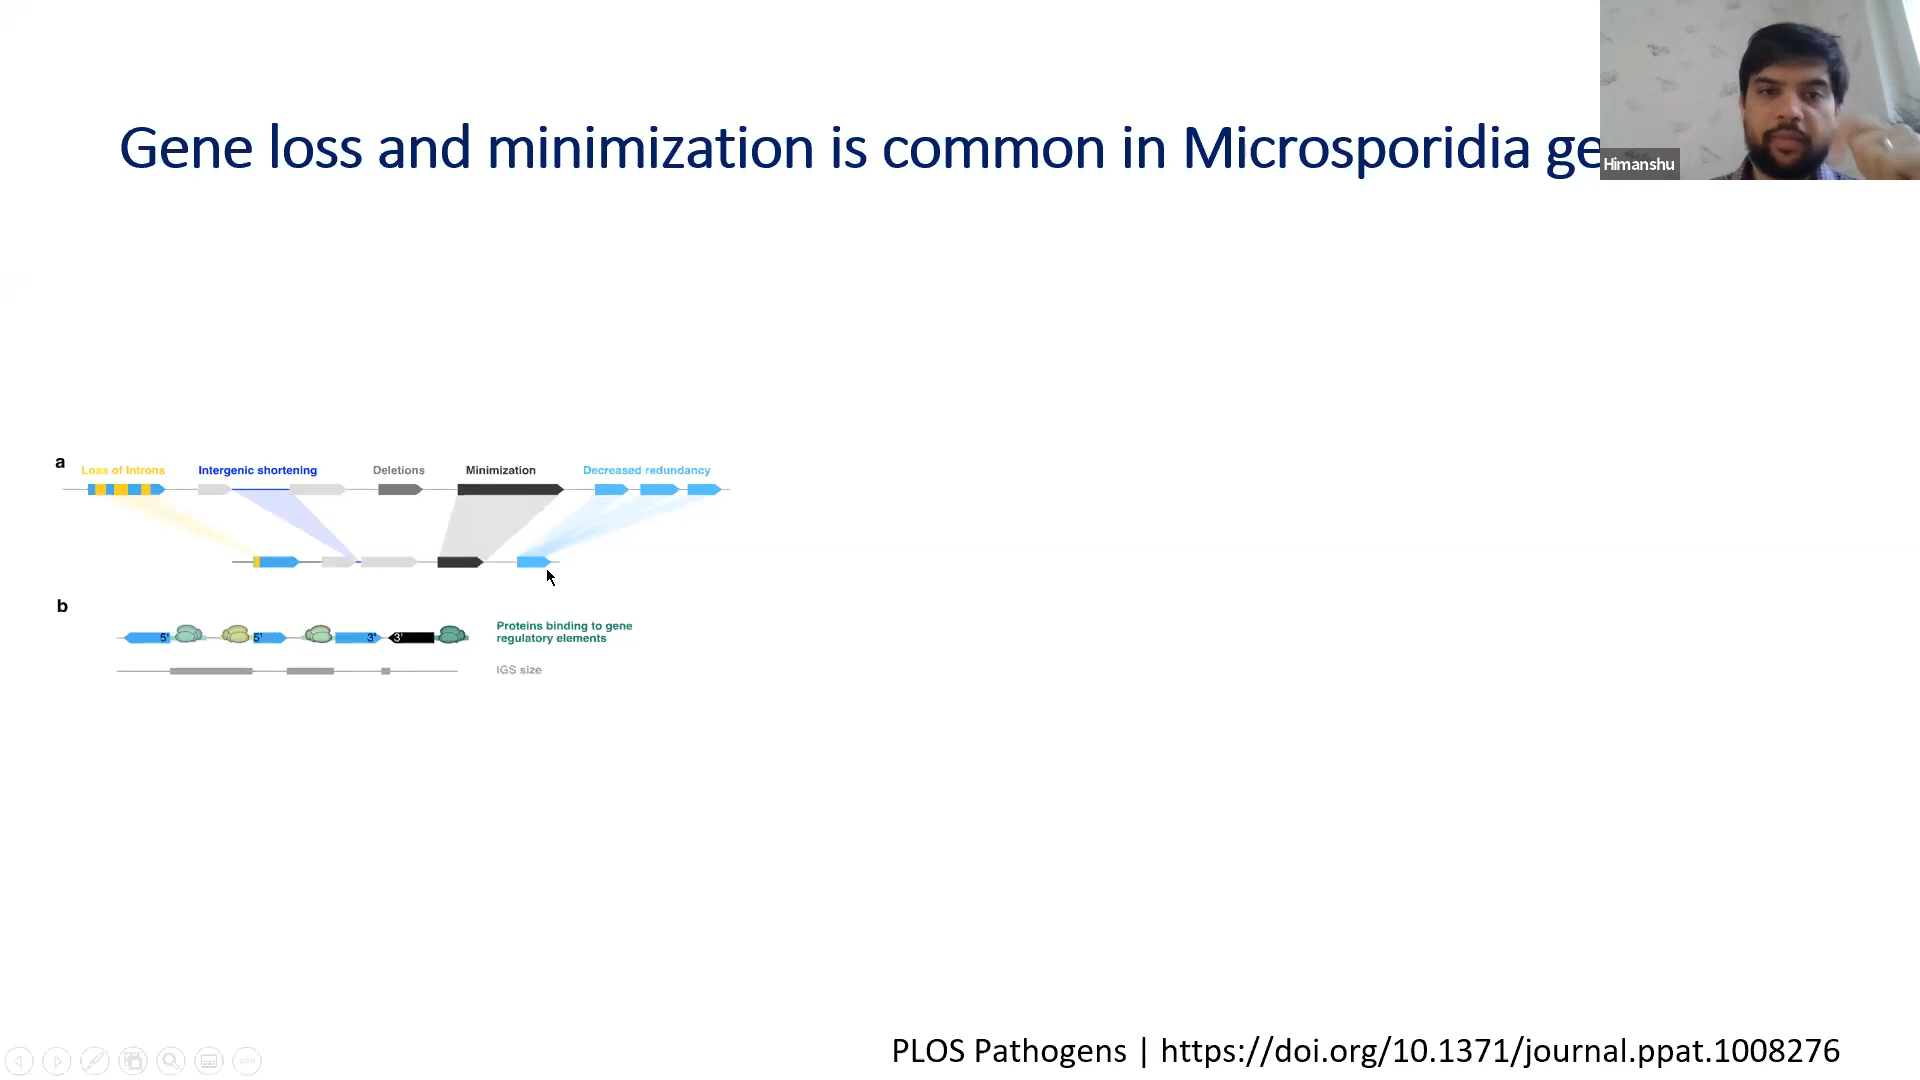 Gene loss and minimization is common in Microsporidia ge
Himanshu
a
Loss of Introns Intergenic shortening Deletions Minimization Decreased redundancy
b
5' 5' 3' 3'
Proteins binding to gene
regulatory elements
IGS size
PLOS Pathogens | https://doi.org/10.1371/journal.ppat.1008276